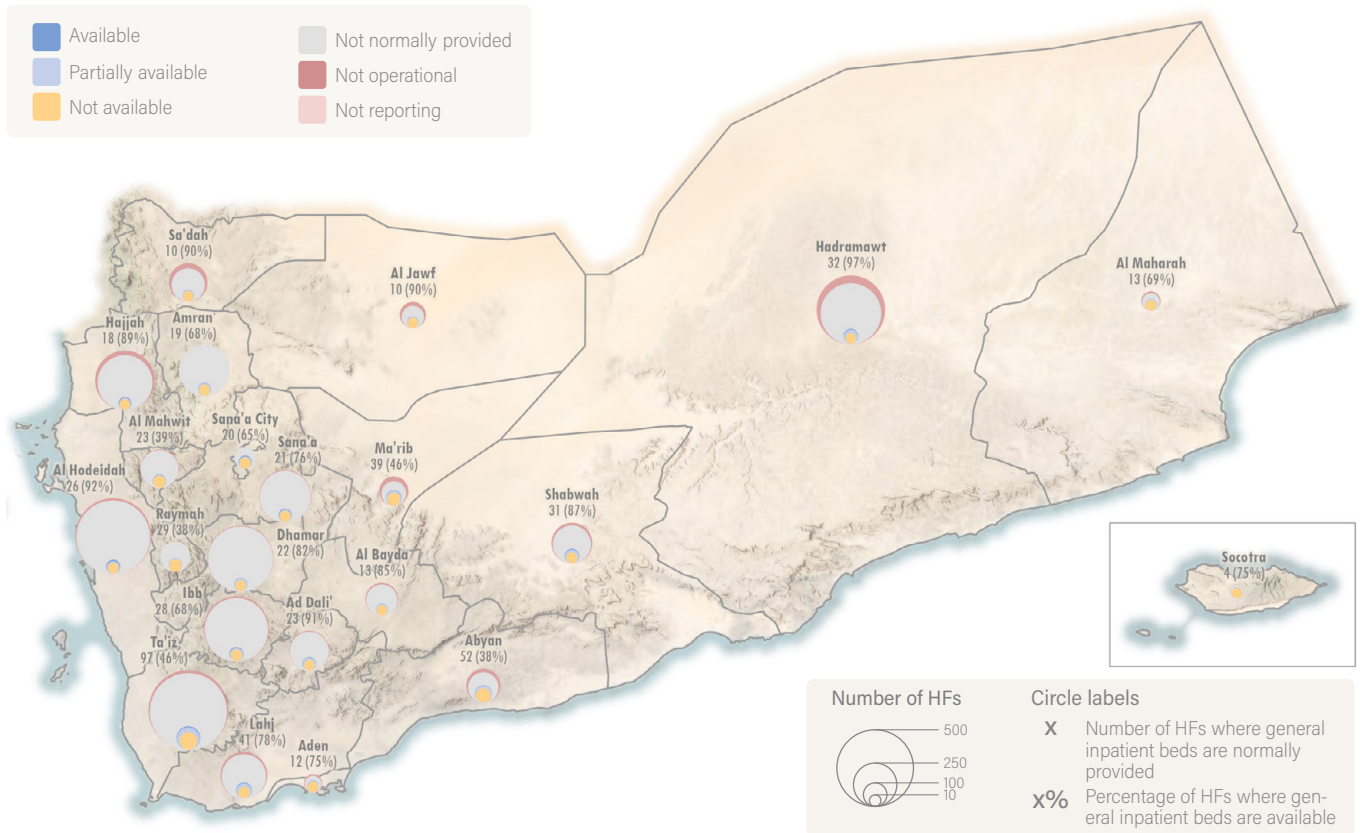 Available
Partially available
Not available
Not normally provided
Not operational
Not reporting
Sa'dah
10 (90%)
Al Jawf
10 (90%)
Hadramawt
32 (97%)
Al Maharah
13 (69%)
Hajjah
18 (89%)
Amran
19 (68%)
Al Mahwit
23 (39%)
Sana'a City
20 (65%)
Sana'a
21 (76%)
Ma'rib
39 (46%)
Al Hodeidah
26 (92%)
Shabwah
31 (87%)
Raymah
29 (38%)
Dhamar
22 (82%)
Al Bayda
13 (85%)
Socotra
4 (75%)
Ibb
28 (68%)
Ad Dali'
23 (91%)
Ta'iz
97 (46%)
Abyan
52 (38%)
Lahj
41 (78%)
Aden
12 (75%)
Number of HFs
500
250
100
10
Circle labels
X Number of HFs where general
inpatient beds are normally
provided
x% Percentage of HFs where gen-
eral inpatient beds are available